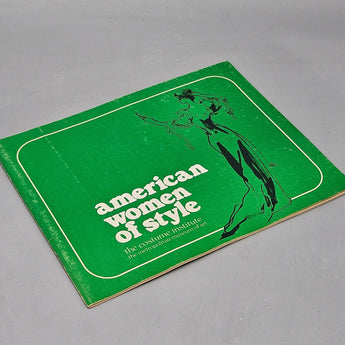 american
women
of style
the costume institute
the metropolitan museum of art